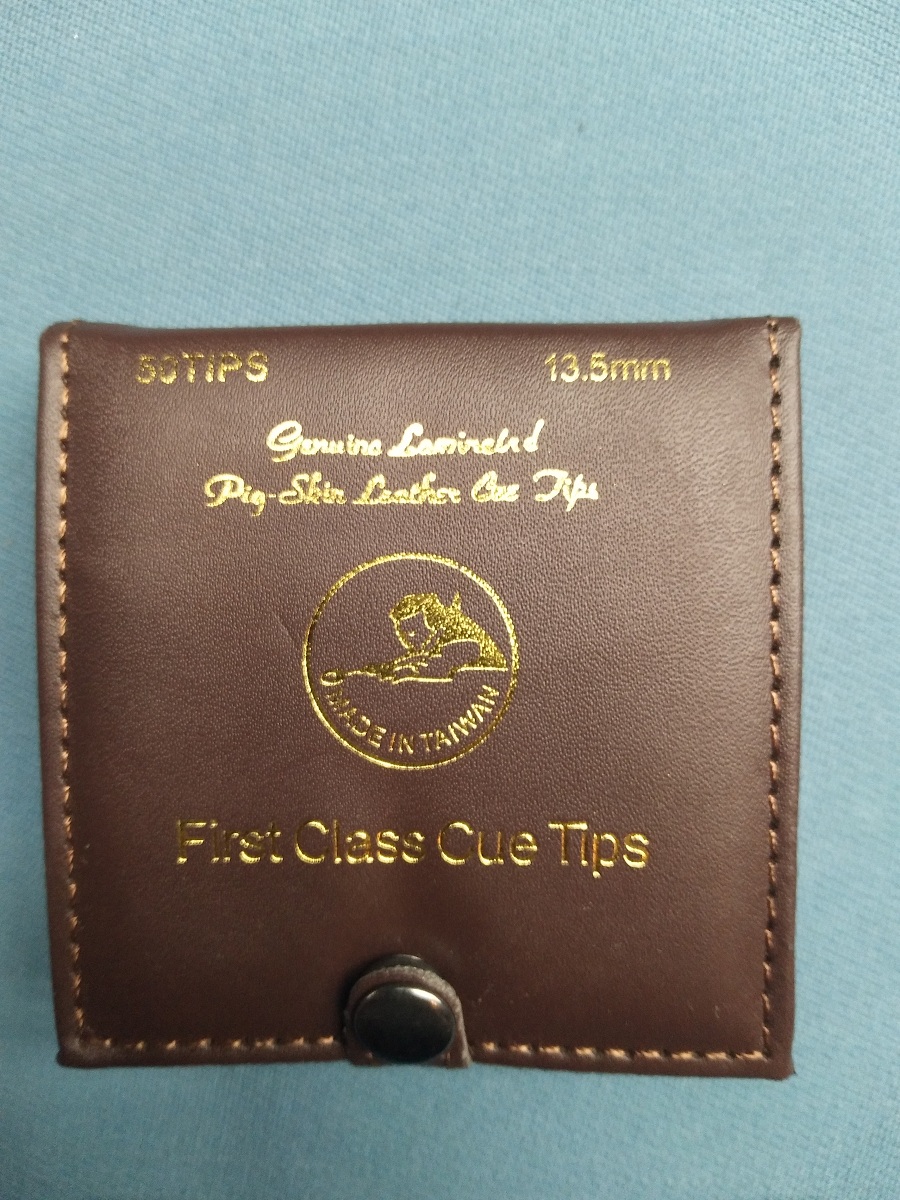 50TIPS 13.5mm
Genuine Laminated
Pig-Skin Leather Cue Tips
MADE IN TAIWAN
First Class Cue Tips